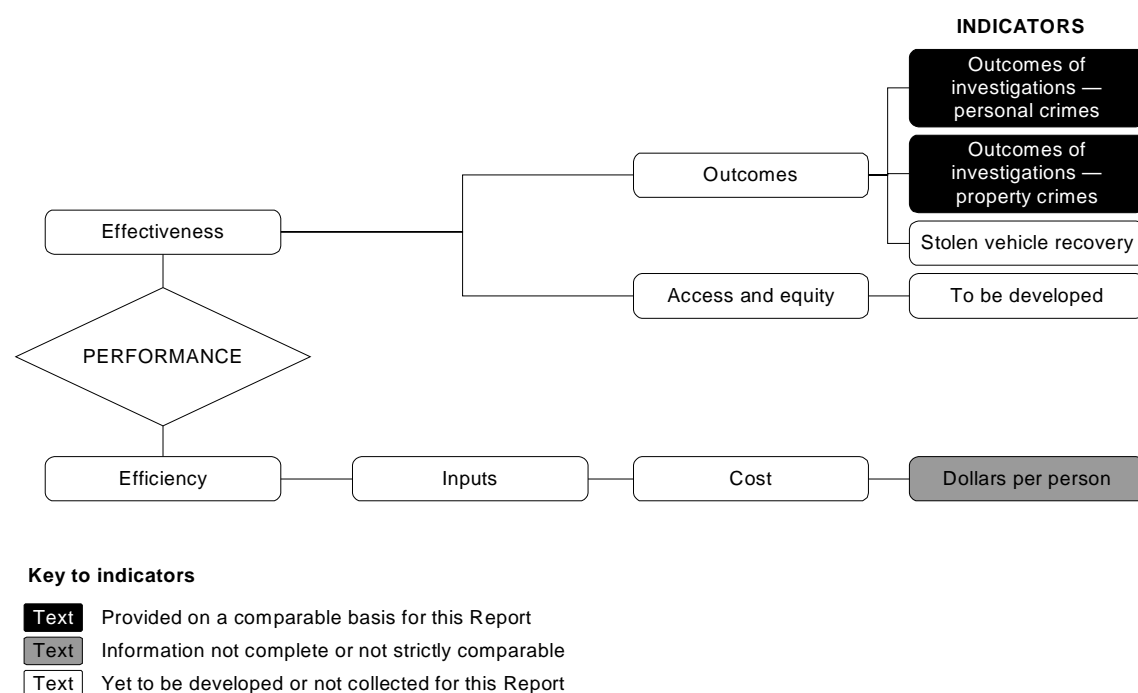 INDICATORS
Outcomes of
investigations —
personal crimes
Outcomes
Outcomes of
investigations —
property crimes
Effectiveness
Stolen vehicle recovery
Access and equity
To be developed
PERFORMANCE
Efficiency
Inputs
Cost
Dollars per person
Key to indicators
Text Provided on a comparable basis for this Report
Text Information not complete or not strictly comparable
Text Yet to be developed or not collected for this Report